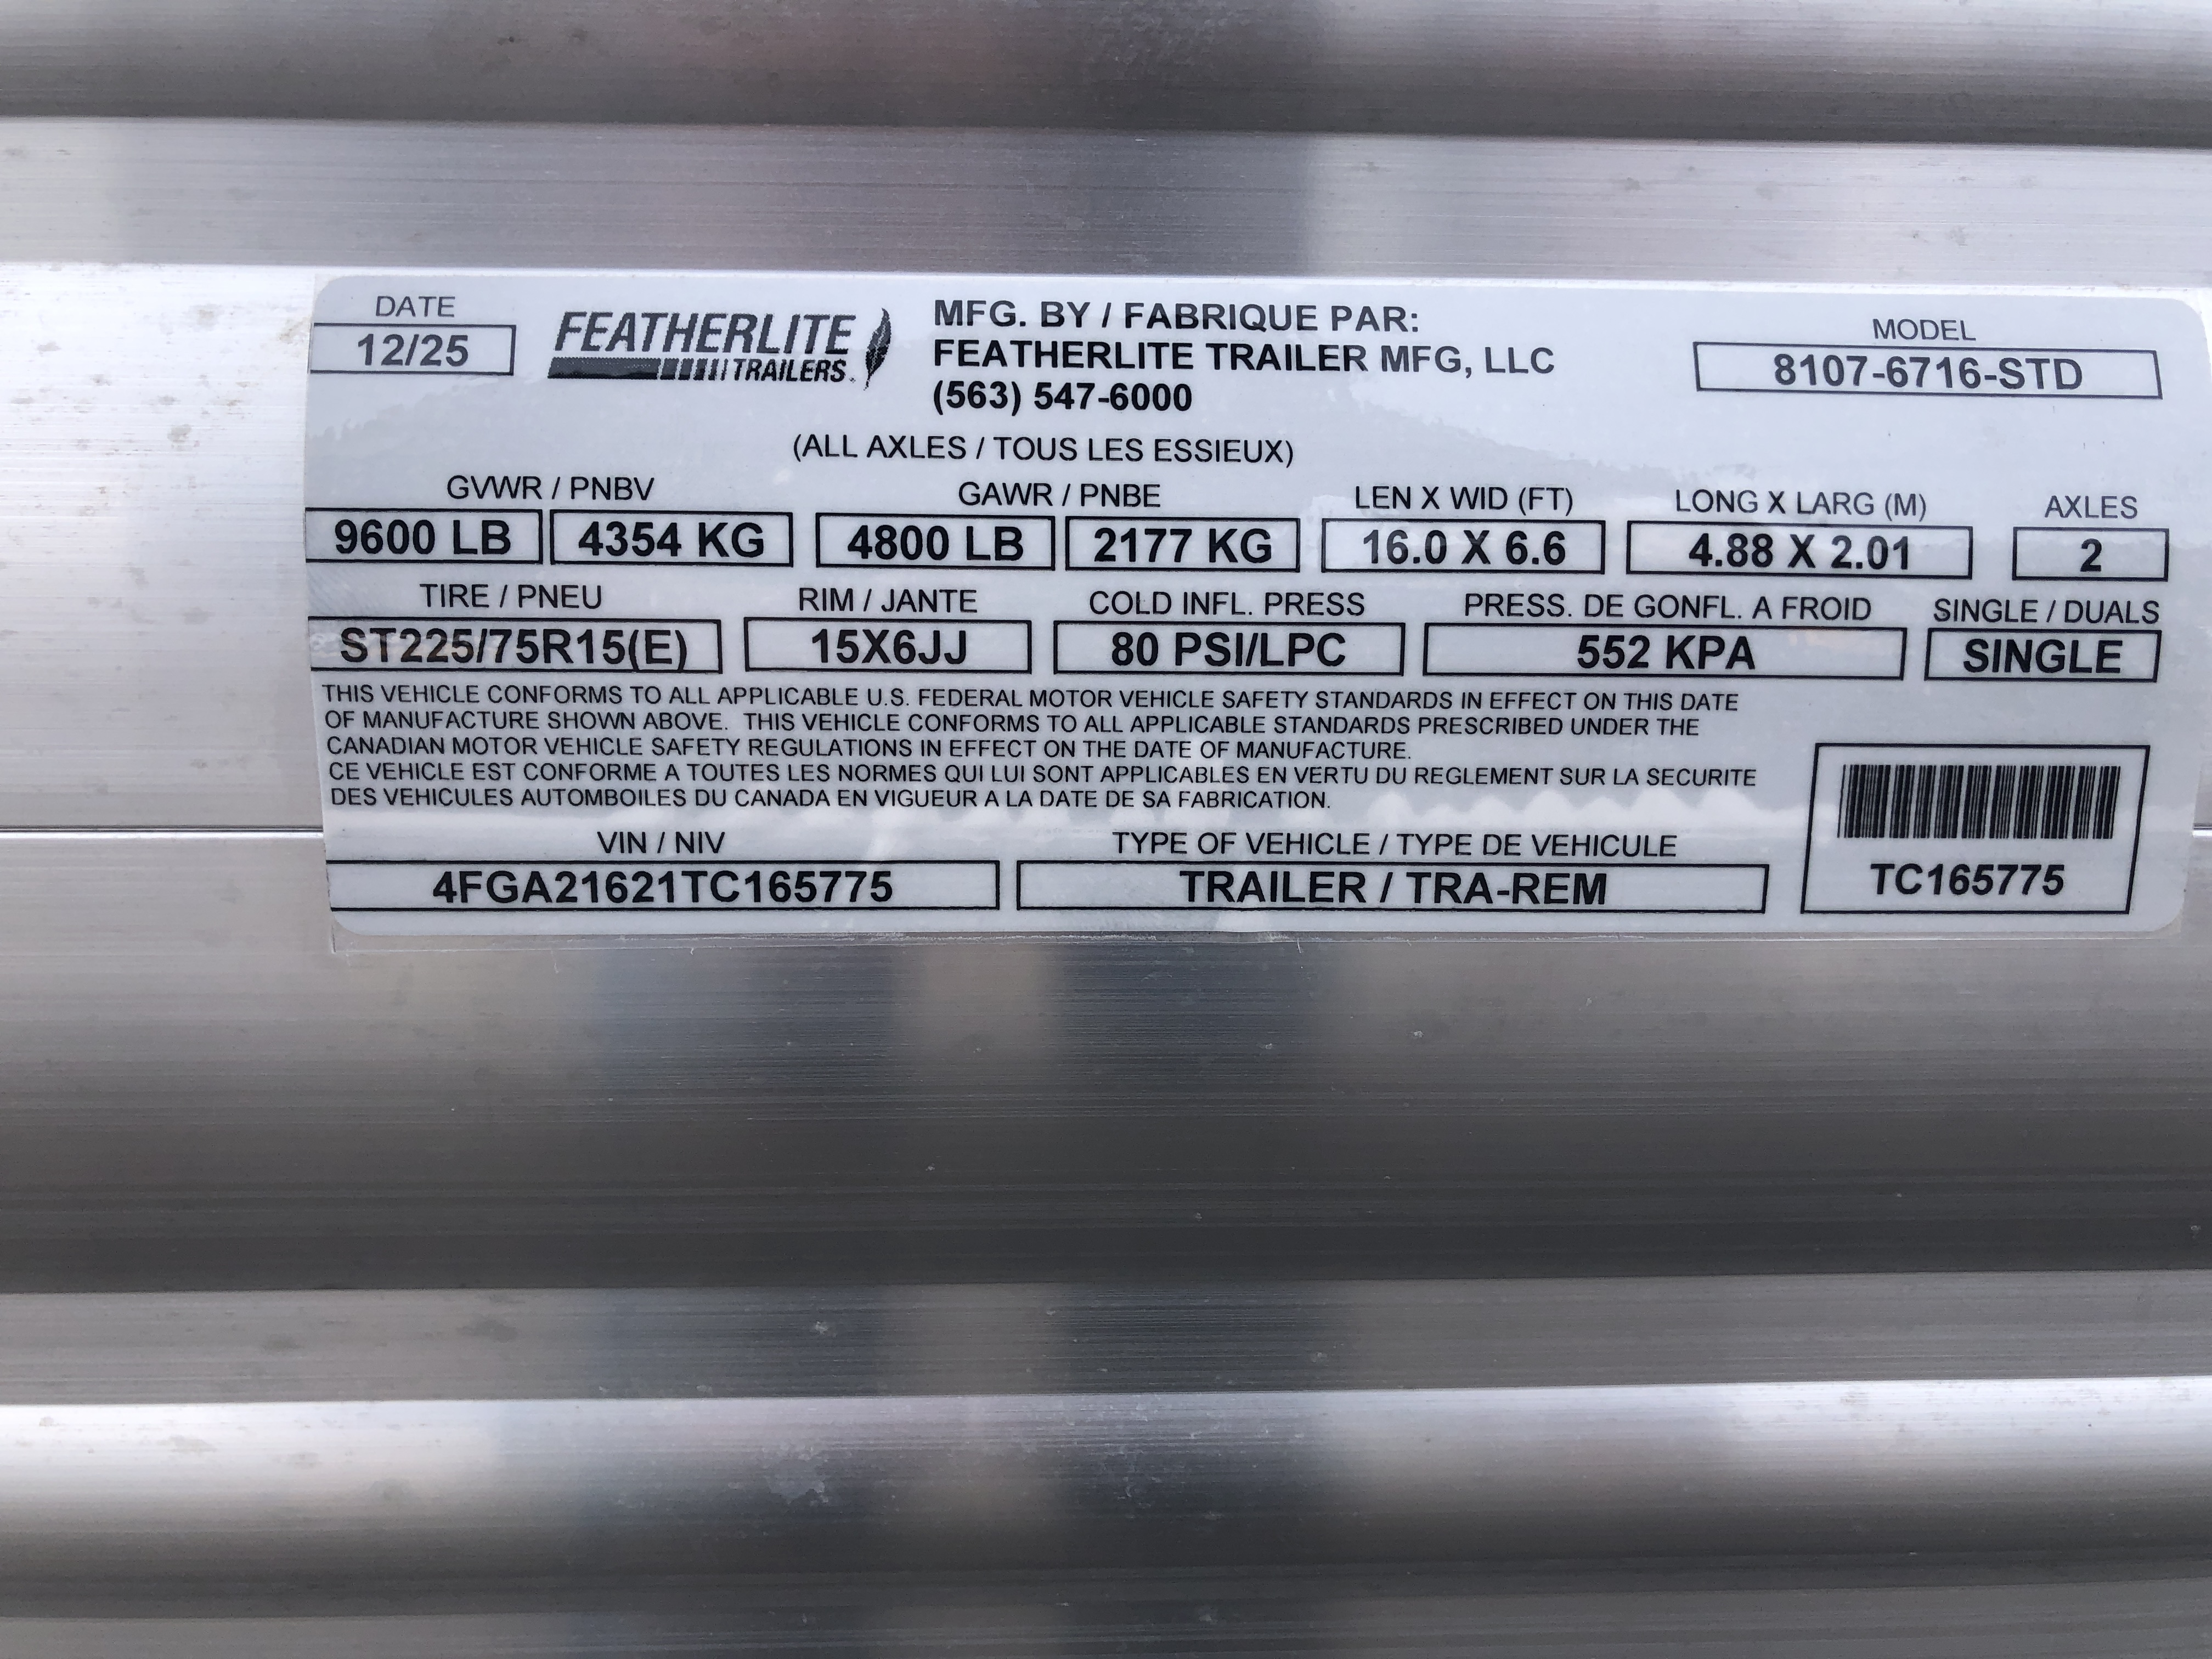 DATE
12/25
FEATHERLITE
TRAILERS
MFG. BY / FABRIQUE PAR:
FEATHERLITE TRAILER MFG, LLC
(563) 547-6000
MODEL
8107-6716-STD
(ALL AXLES / TOUS LES ESSIEUX)
GVWR / PNBV GAWR / PNBE LEN X WID (FT) LONG X LARG (M) AXLES
9600 LB 4354 KG 4800 LB 2177 KG 16.0 X 6.6 4.88 X 2.01 2
TIRE / PNEU RIM / JANTE COLD INFL. PRESS PRESS. DE GONFL. A FROID SINGLE / DUALS
ST225/75R15(E) 15X6JJ 80 PSI/LPC 552 KPA SINGLE
THIS VEHICLE CONFORMS TO ALL APPLICABLE U.S. FEDERAL MOTOR VEHICLE SAFETY STANDARDS IN EFFECT ON THIS DATE
OF MANUFACTURE SHOWN ABOVE. THIS VEHICLE CONFORMS TO ALL APPLICABLE STANDARDS PRESCRIBED UNDER THE
CANADIAN MOTOR VEHICLE SAFETY REGULATIONS IN EFFECT ON THE DATE OF MANUFACTURE.
CE VEHICLE EST CONFORME A TOUTES LES NORMES QUI LUI SONT APPLICABLES EN VERTU DU REGLEMENT SUR LA SECURITE
DES VEHICULES AUTOMBOILES DU CANADA EN VIGUEUR A LA DATE DE SA FABRICATION.
VIN / NIV TYPE OF VEHICLE / TYPE DE VEHICULE
4FGA21621TC165775 TRAILER / TRA-REM
TC165775